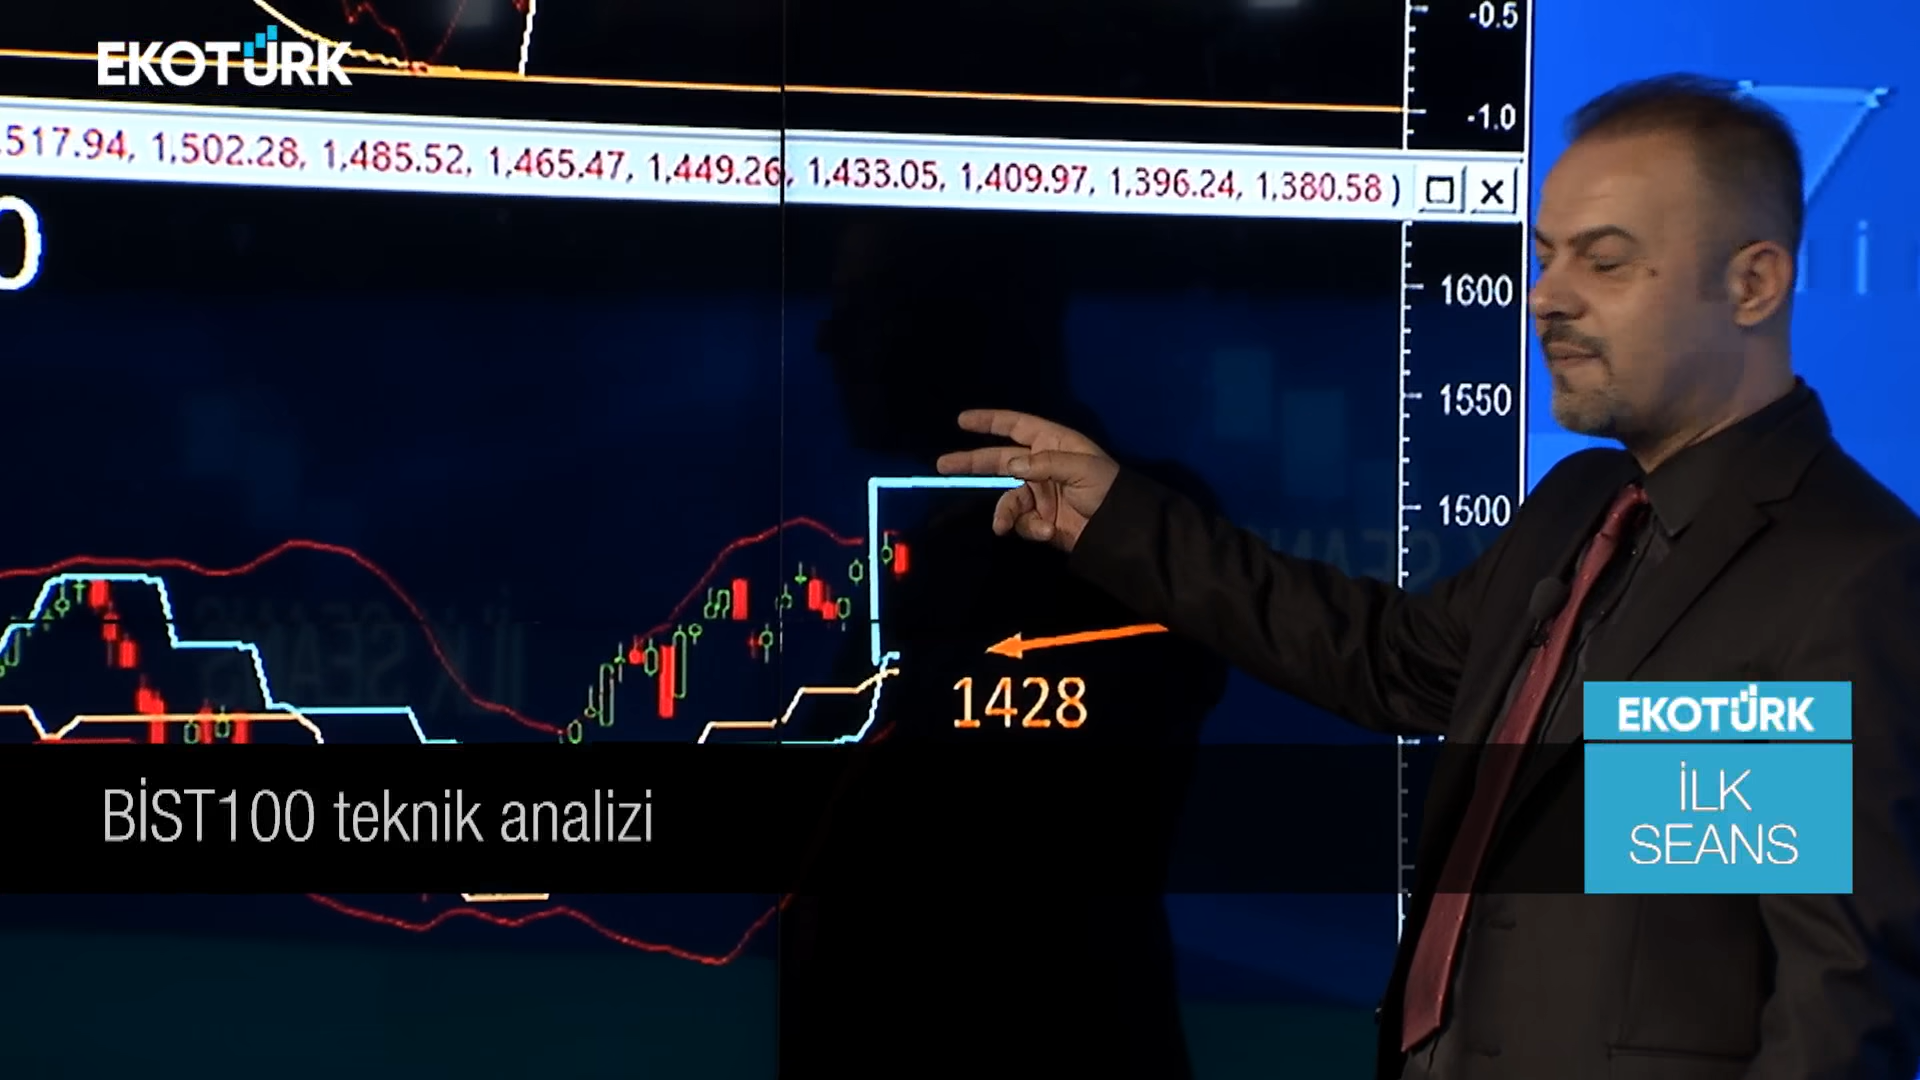 EKOTÜRK
-0.5
-1.0
517.94, 1,502.28, 1,485.52, 1,465.47, 1,449.26, 1,433.05, 1,409.97, 1,396.24, 1,380.58 )
1600
1550
1500
1428
BİST100 teknik analizi
EKOTÜRK
İLK
SEANS